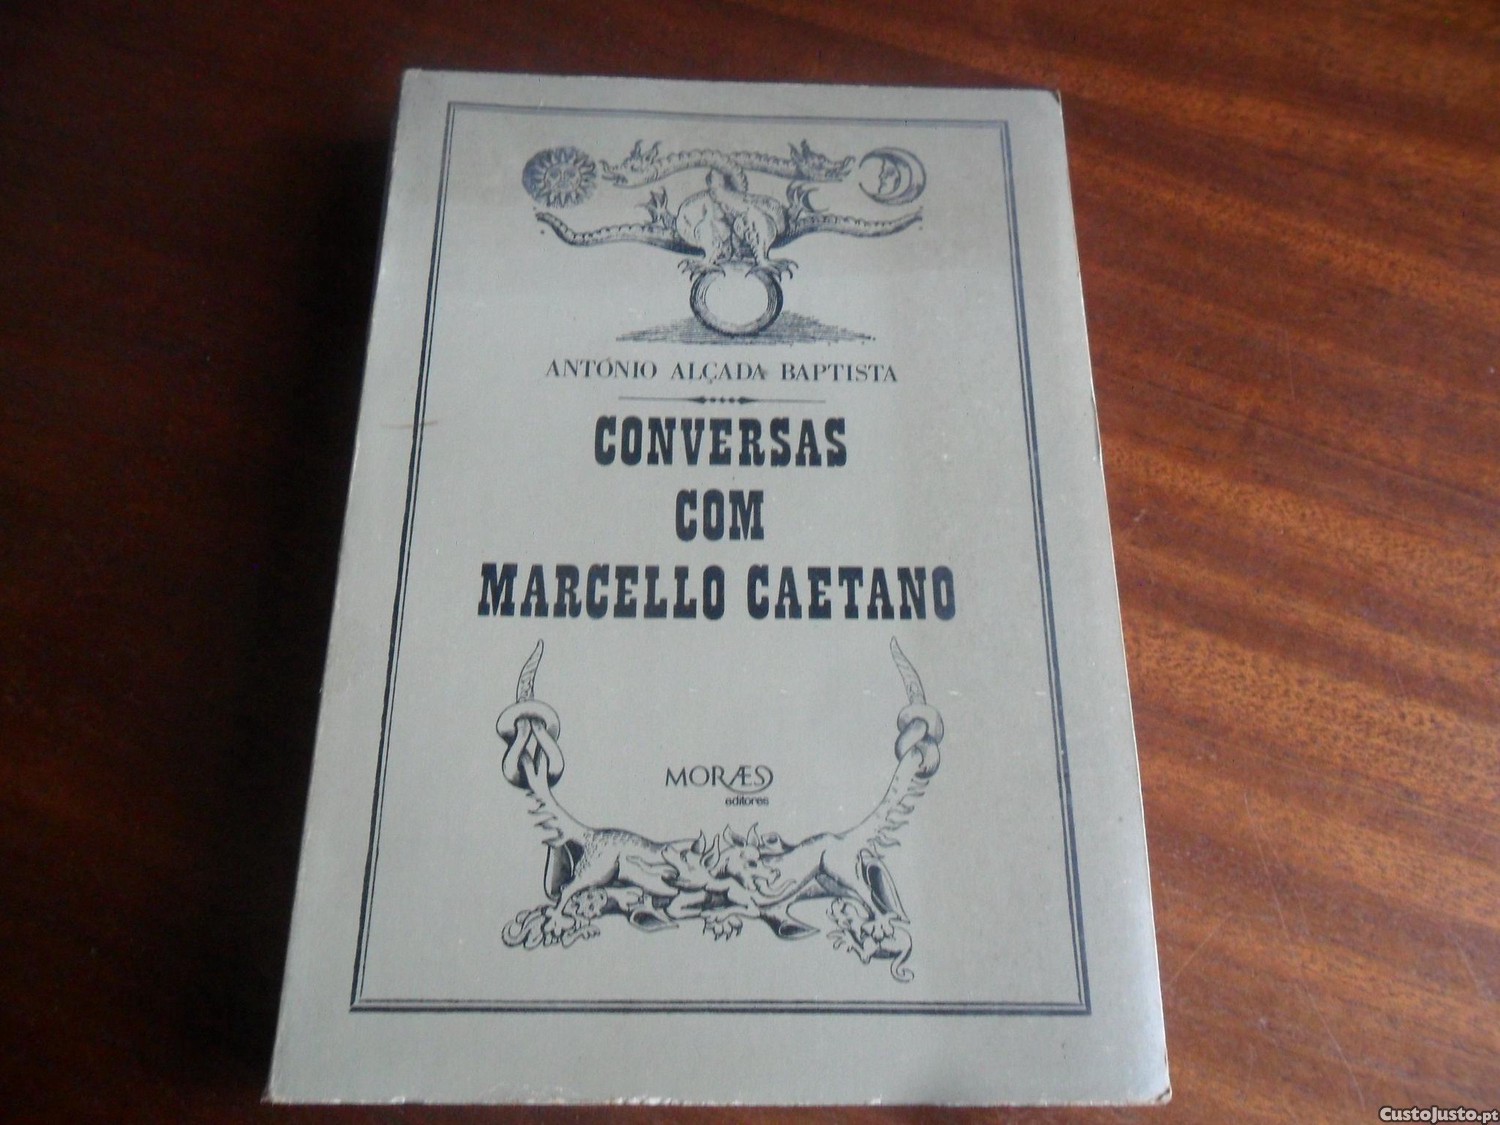 ANTÓNIO ALÇADA BAPTISTA
CONVERSAS
COM
MARCELLO CAETANO
MORÆS
editores
CustoJusto.pt